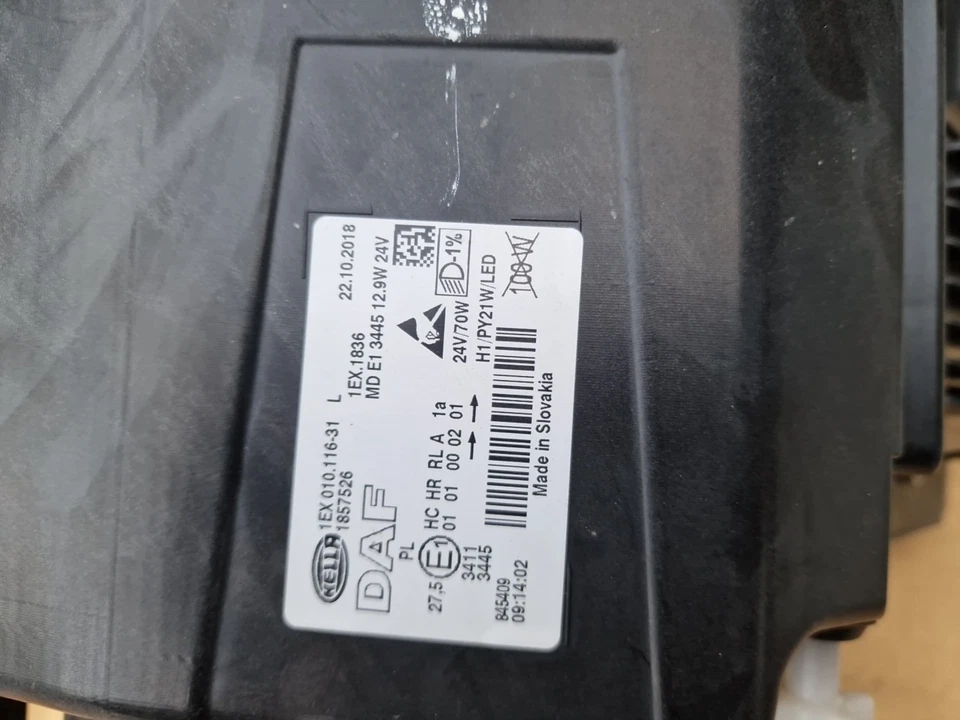 HELLA 1EX 010.116-31 L 22.10.2018
1857526 1EX.1836
DAF MD E1 3445 12.9W 24V
PL
27,5 E1 HC HR RL A 1a 24V/70W -1%
01 01 00 02 01
3411 → → H1/PY21W/LED
3445 100 W
845409
09:14:02 Made in Slovakia